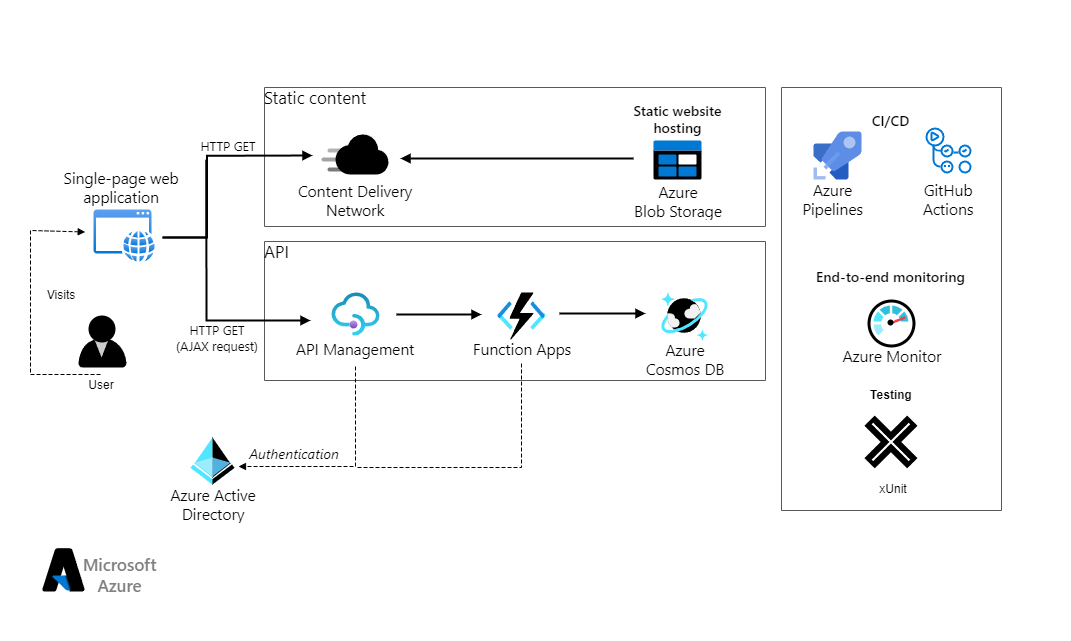 Static content
HTTP GET
Content Delivery
Network
Static website
hosting
Azure
Blob Storage
Single-page web
application
Visits
User
API
HTTP GET
(AJAX request)
API Management
Function Apps
Azure
Cosmos DB
Authentication
Azure Active
Directory
CI/CD
Azure
Pipelines
GitHub
Actions
End-to-end monitoring
Azure Monitor
Testing
xUnit
Microsoft
Azure